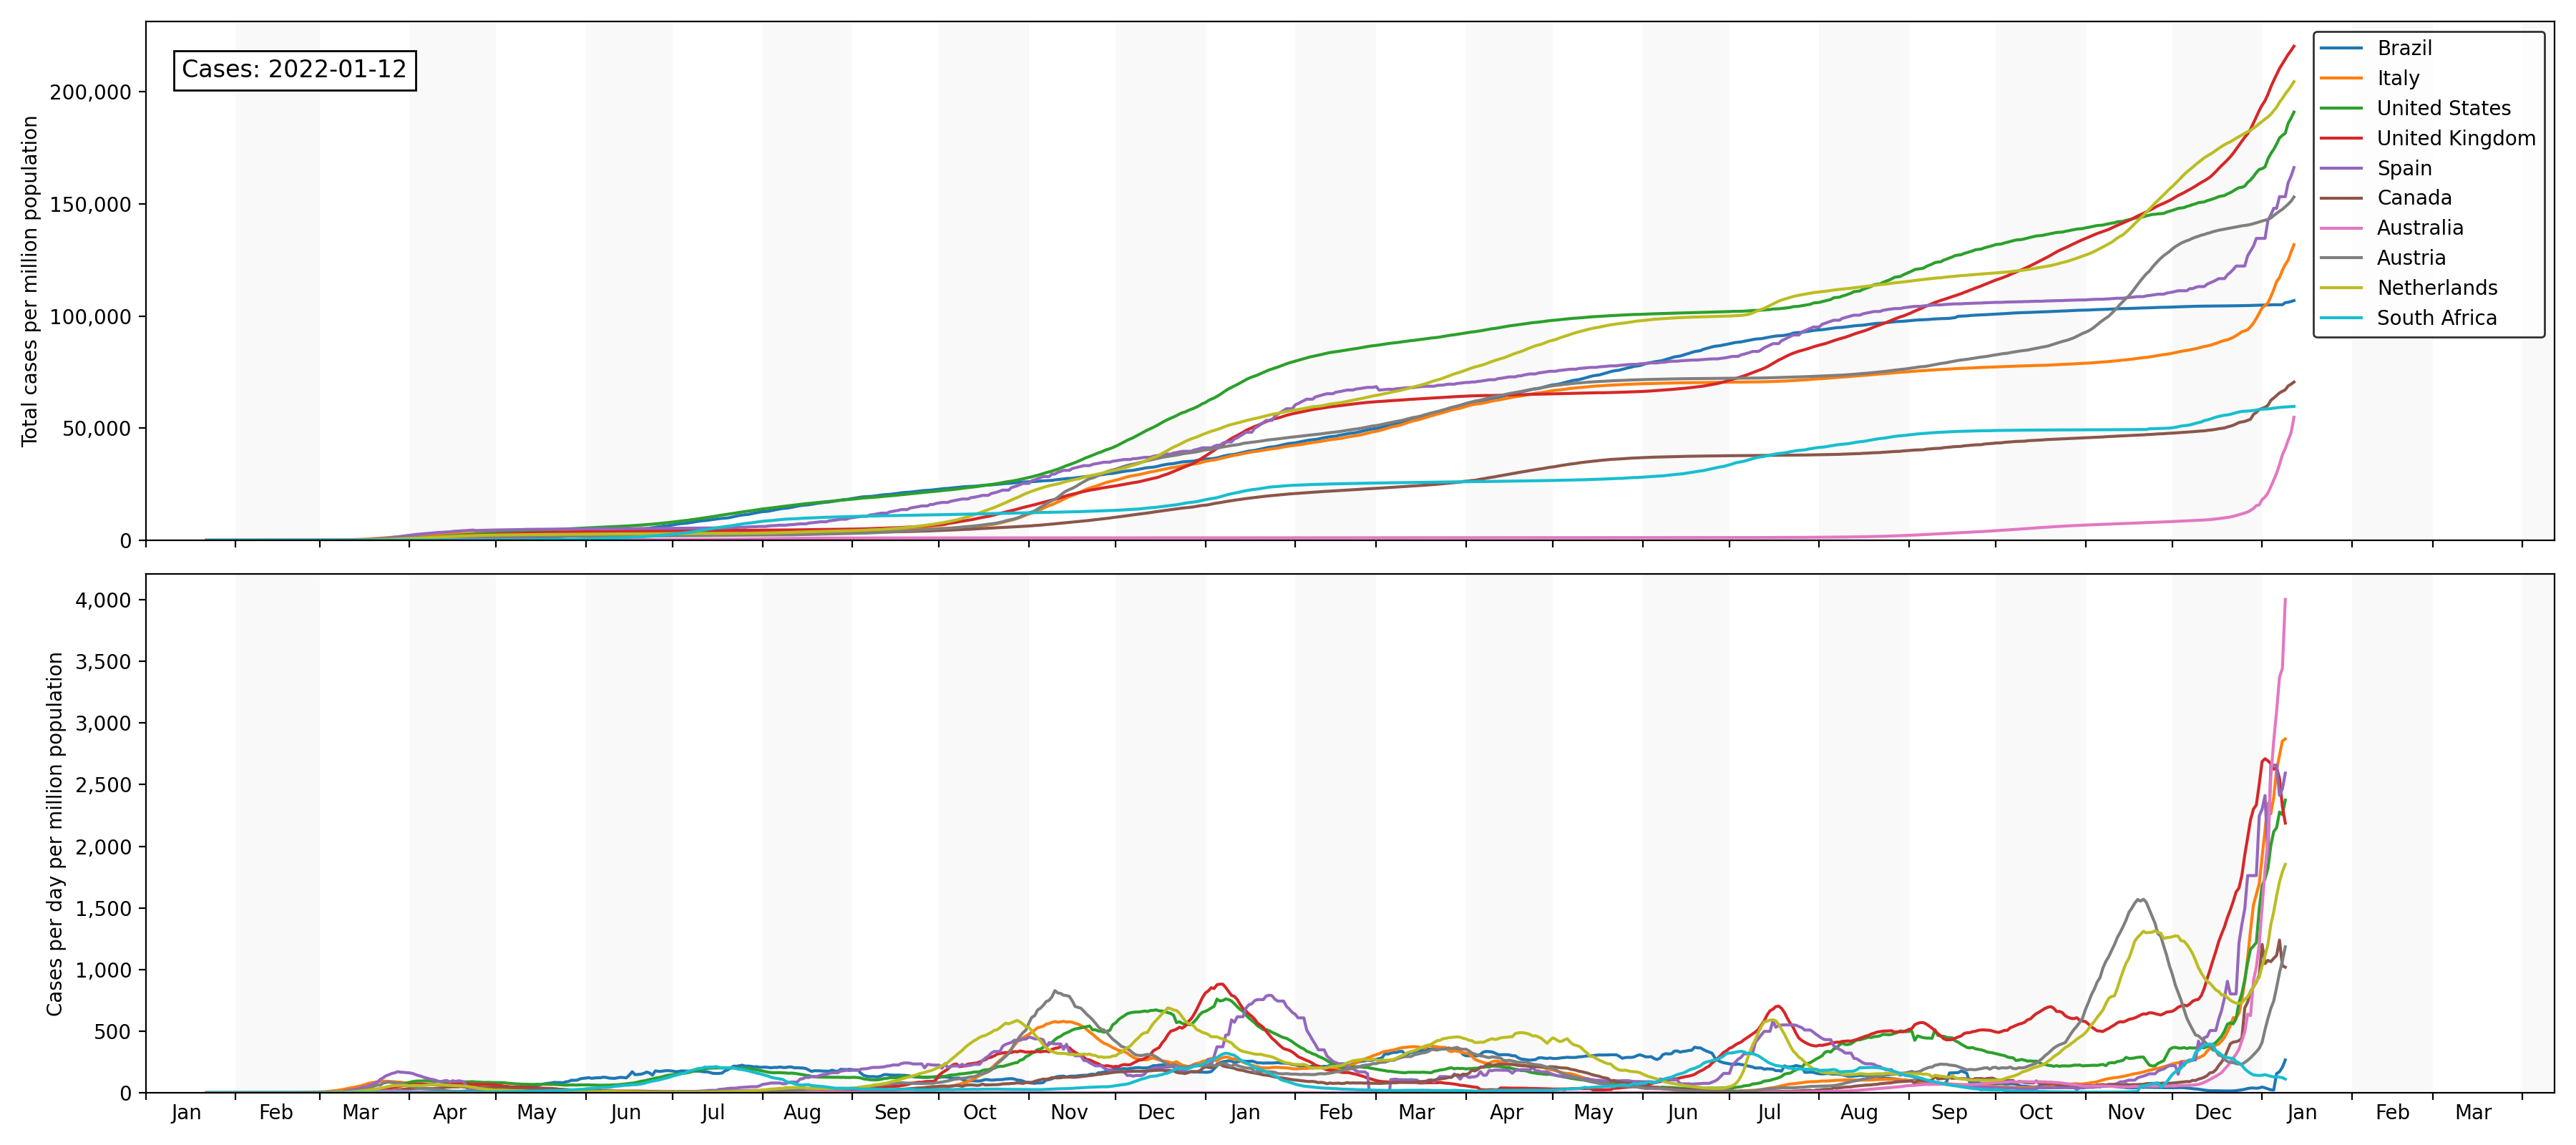 Cases: 2022-01-12
Total cases per million population
200,000
150,000
100,000
50,000
0
Brazil
Italy
United States
United Kingdom
Spain
Canada
Australia
Austria
Netherlands
South Africa
Cases per day per million population
4,000
3,500
3,000
2,500
2,000
1,500
1,000
500
0
Jan Feb Mar Apr May Jun Jul Aug Sep Oct Nov Dec Jan Feb Mar Apr May Jun Jul Aug Sep Oct Nov Dec Jan Feb Mar